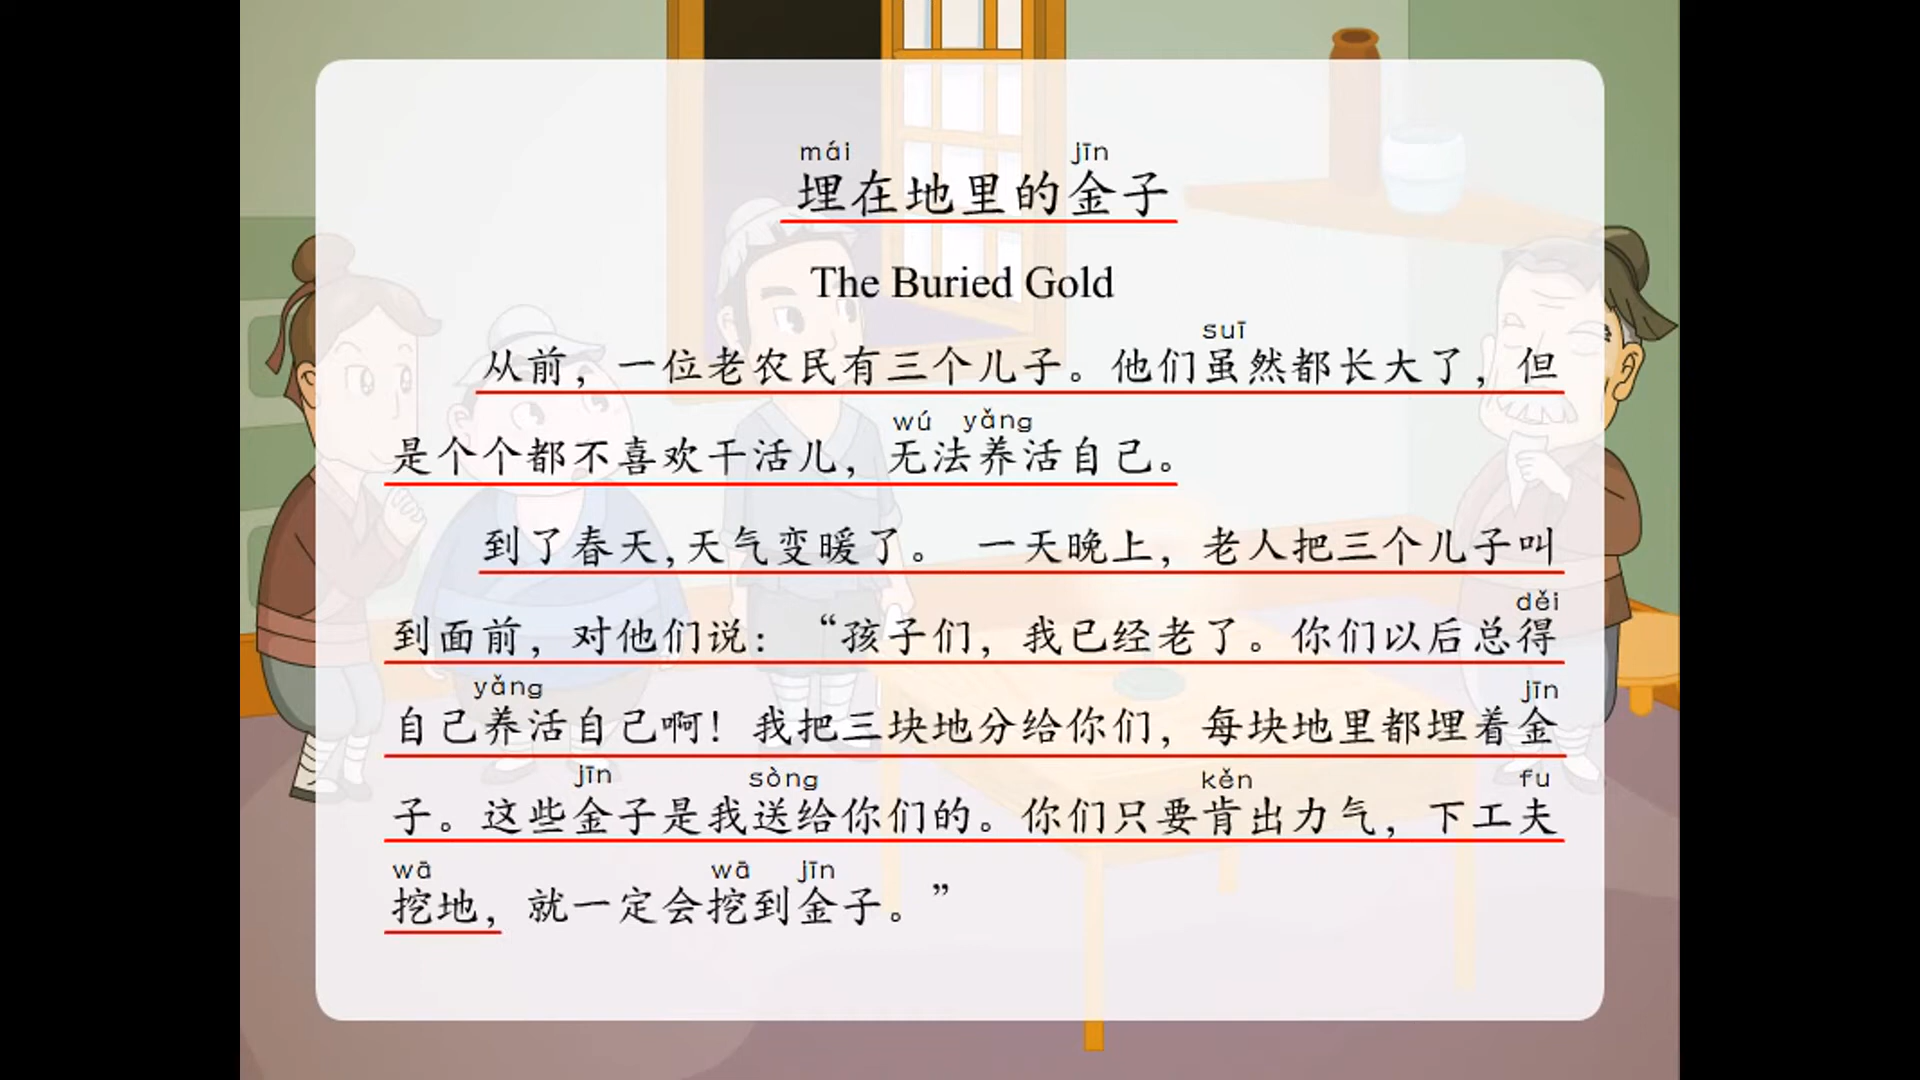 mái jīn
埋在地里的金子
The Buried Gold
suī
从前，一位老农民有三个儿子。他们虽然都长大了，但
wú yǎng
是个个都不喜欢干活儿，无法养活自己。
到了春天,天气变暖了。 一天晚上，老人把三个儿子叫
děi
到面前，对他们说：“孩子们，我已经老了。你们以后总得
yǎng jīn
自己养活自己啊！我把三块地分给你们，每块地里都埋着金
jīn sòng kěn fu
子。这些金子是我送给你们的。你们只要肯出力气，下工夫
wā wā jīn
挖地，就一定会挖到金子。”